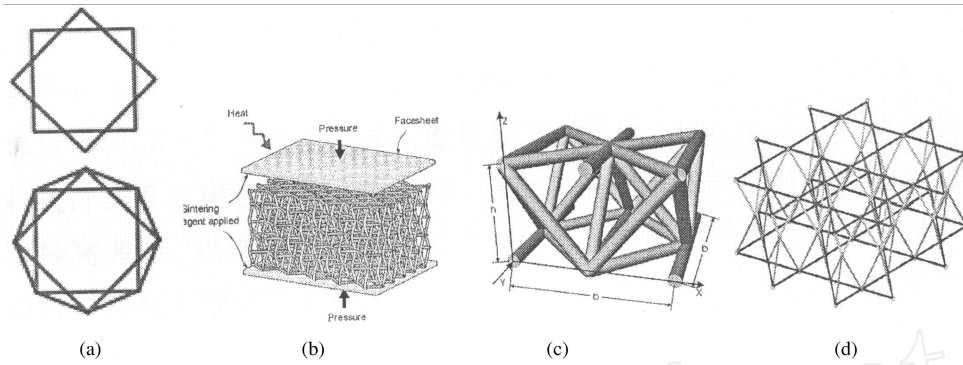 Heat
Pressure
Facesheet
Sintering
agent applied
Pressure
Z
h
Y
b
b
X
(a)
(b)
(c)
(d)